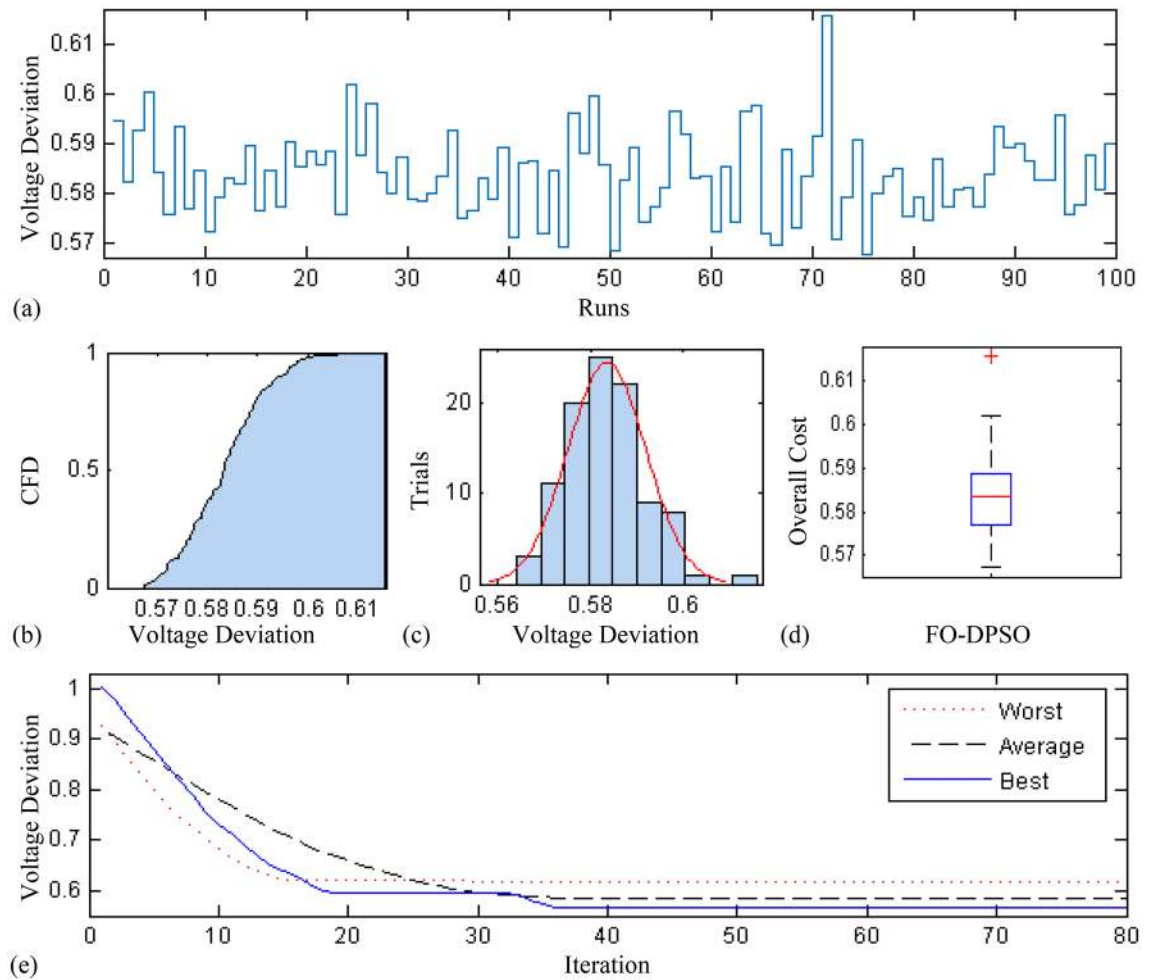 0.61
0.6
0.59
0.58
0.57
Voltage Deviation
0 10 20 30 40 50 60 70 80 90 100
(a) Runs
1
0.5
0
CFD
0.57 0.58 0.59 0.6 0.61
(b) Voltage Deviation
20
10
0
Trials
0.56 0.58 0.6
(c) Voltage Deviation
0.61
0.6
0.59
0.58
0.57
Overall Cost
(d) FO-DPSO
1
0.9
0.8
0.7
0.6
Voltage Deviation
Worst
Average
Best
0 10 20 30 40 50 60 70 80
(e) Iteration